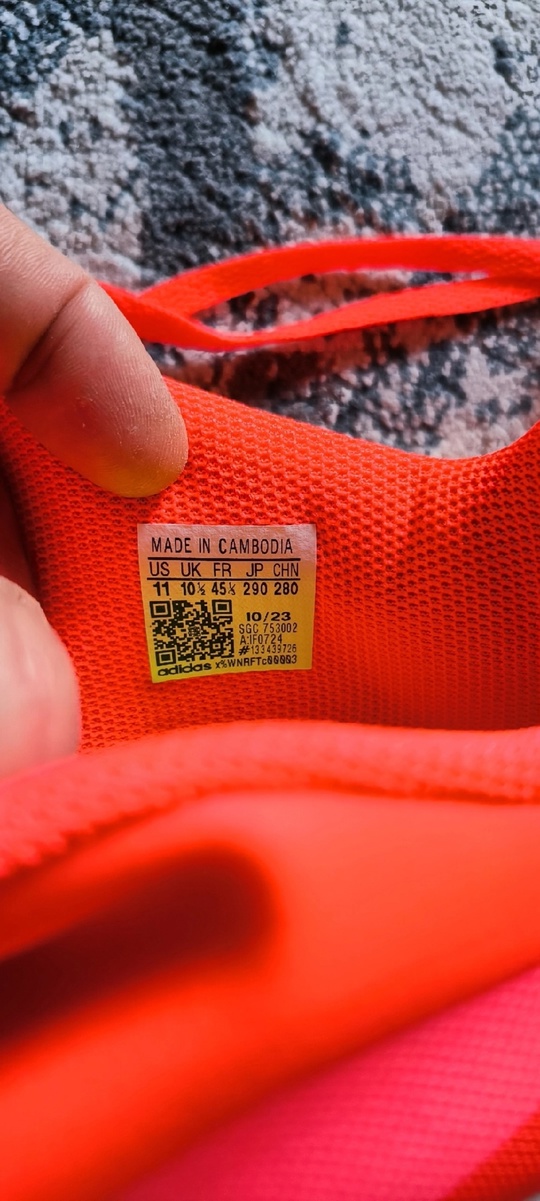 MADE IN CAMBODIA
US UK FR JP CHN
11 10½ 45⅓ 290 280
10/23
SGC 753002
A:IF0724
#133439726
adidas x%WNRFTc00003